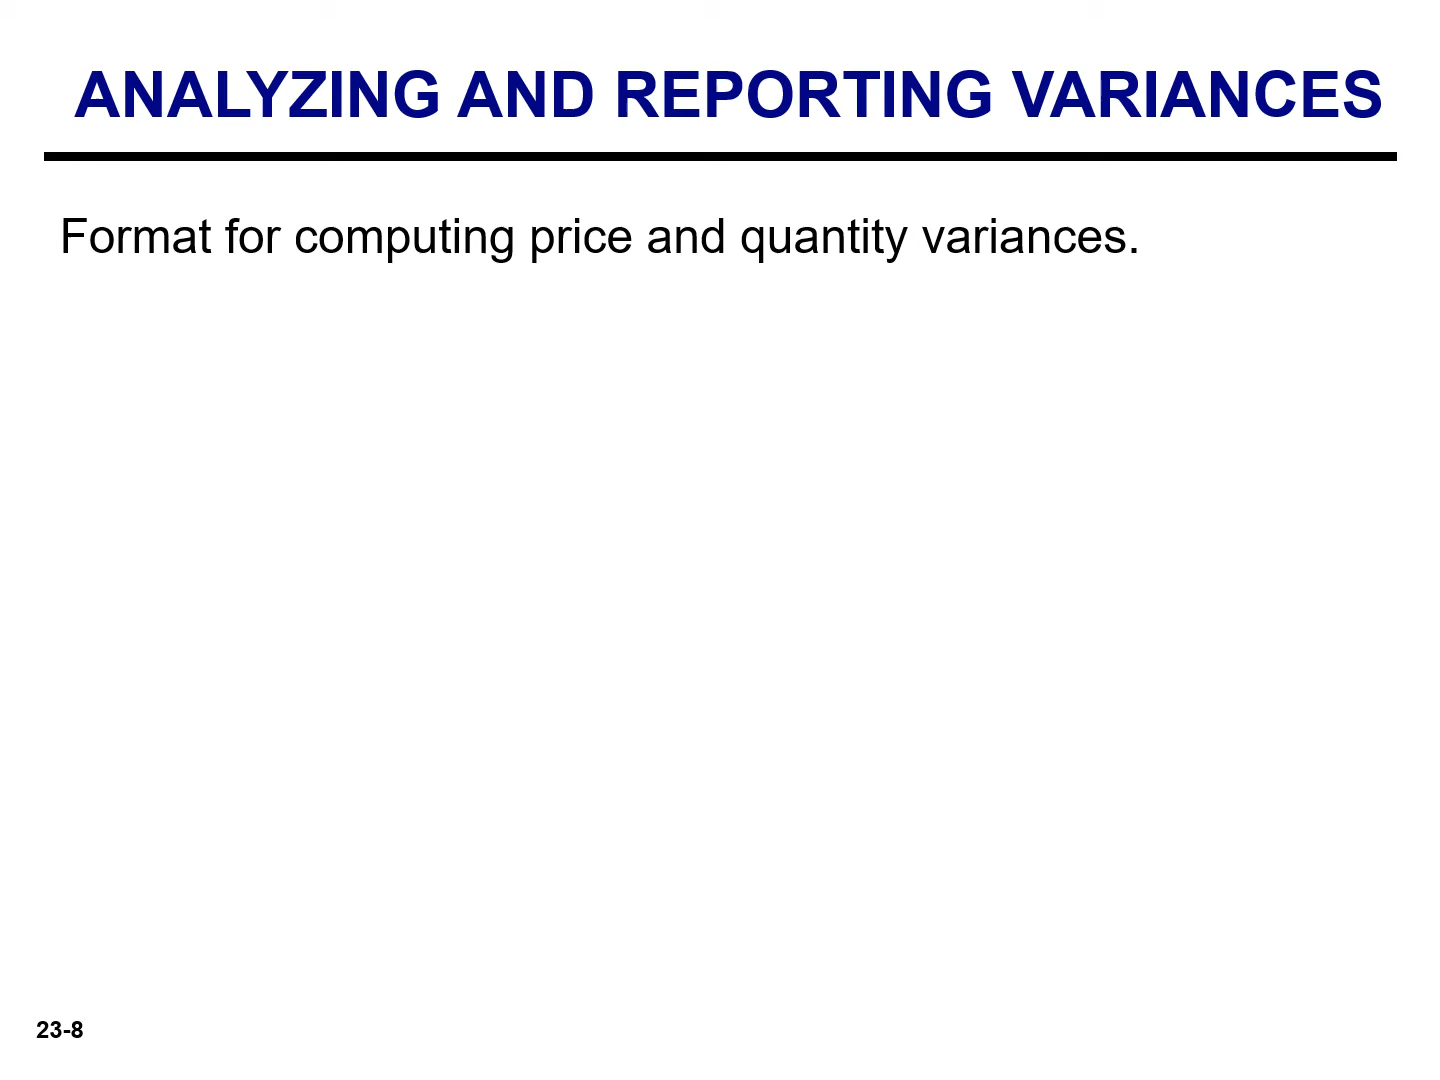 ANALYZING AND REPORTING VARIANCES
Format for computing price and quantity variances.
23-8